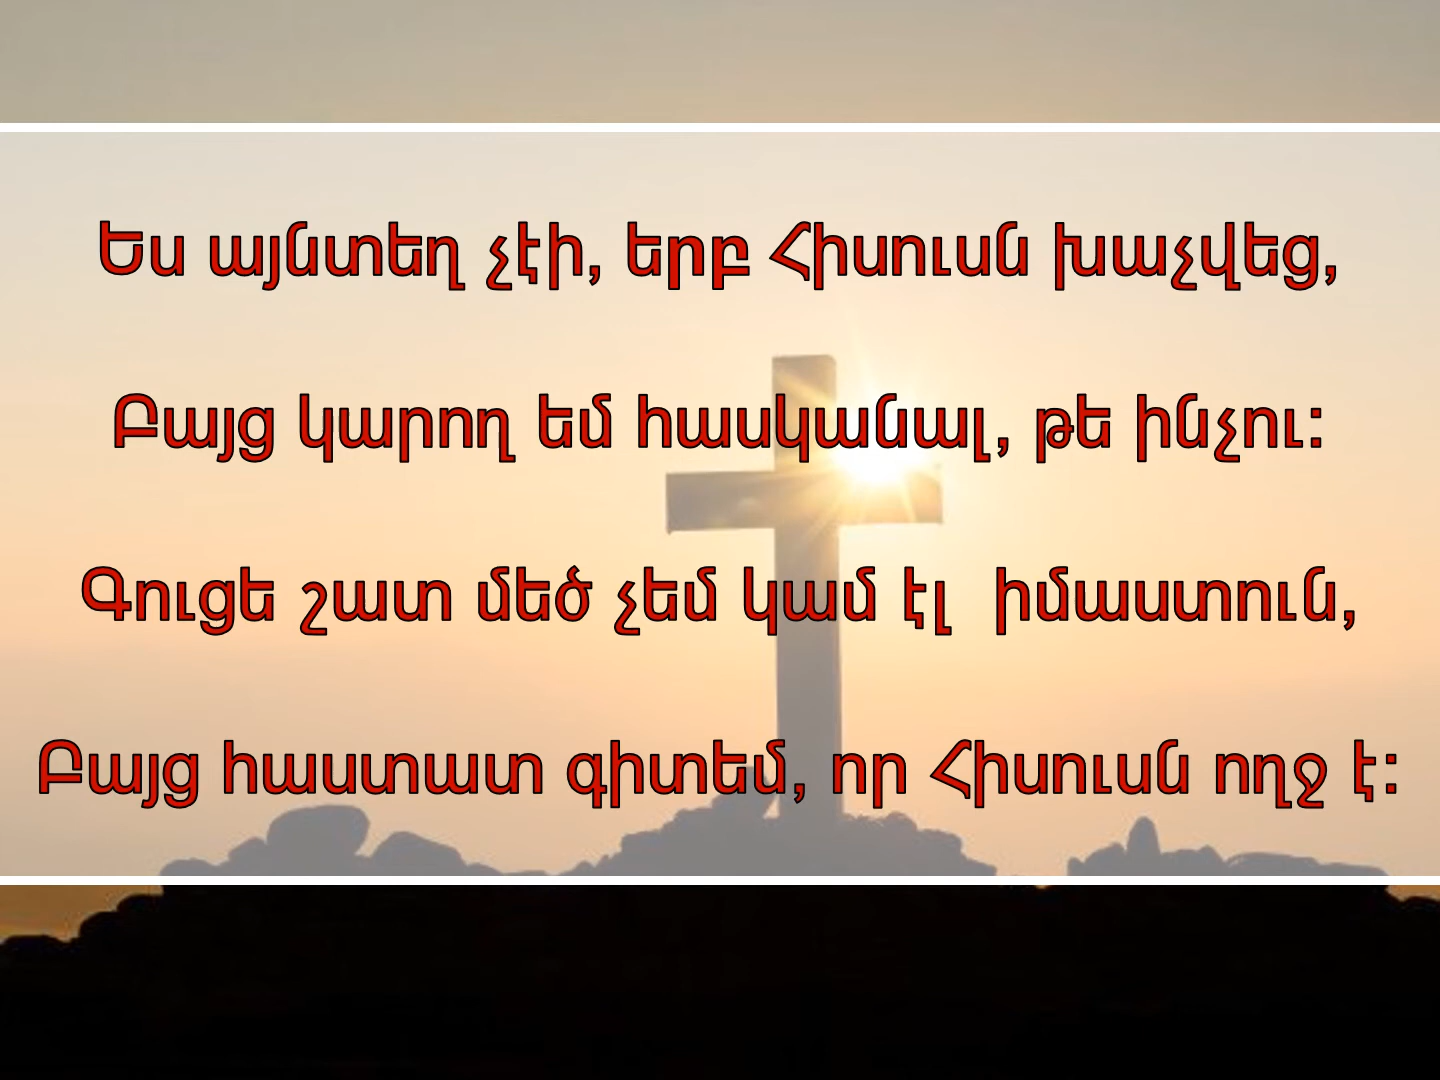 Ես այնտեղ չէի, երբ Հիսուսն խաչվեց,
Բայց կարող եմ հասկանալ, թե ինչու:
Գուցե շատ մեծ չեմ կամ էլ  իմաստուն,
Բայց հաստատ գիտեմ, որ Հիսուսն ողջ է: